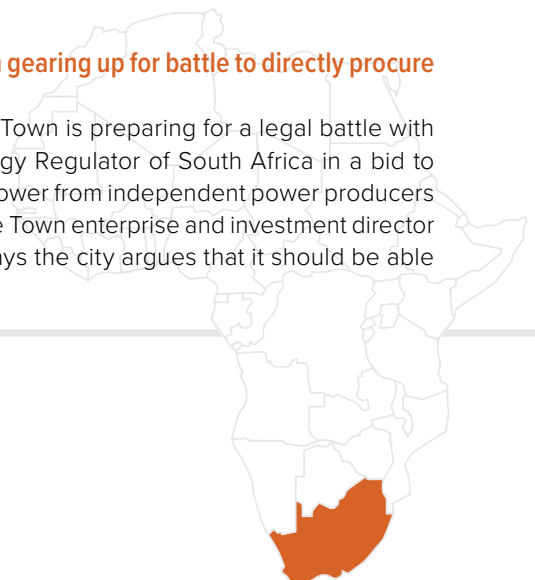 gearing up for battle to directly procure
Town is preparing for a legal battle with
gy Regulator of South Africa in a bid to
ower from independent power producers
e Town enterprise and investment director
ays the city argues that it should be able